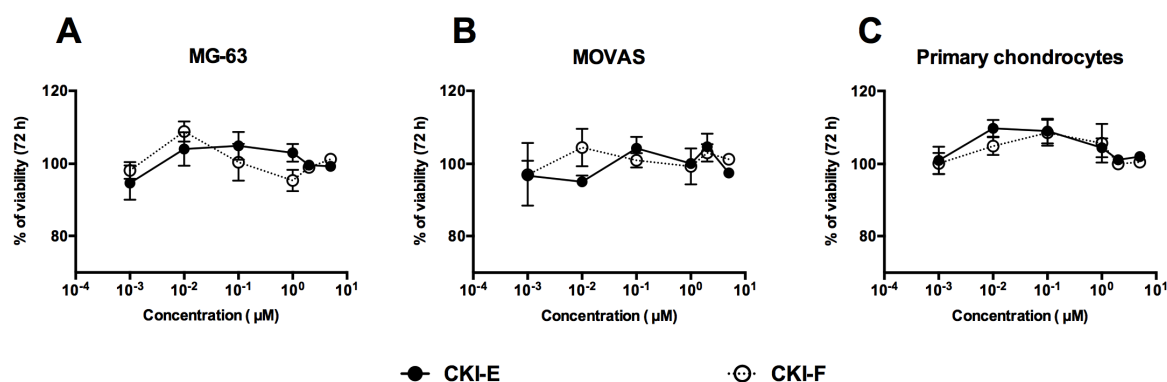 A
MG-63
% of viability (72 h)
120
100
80
10⁻⁴
10⁻³
10⁻²
10⁻¹
10⁰
10¹
Concentration ( µM)
B
MOVAS
% of viability (72 h)
120
100
80
10⁻⁴
10⁻³
10⁻²
10⁻¹
10⁰
10¹
Concentration ( µM)
C
Primary chondrocytes
% of viability (72 h)
120
100
80
10⁻⁴
10⁻³
10⁻²
10⁻¹
10⁰
10¹
Concentration ( µM)
CKI-E
CKI-F